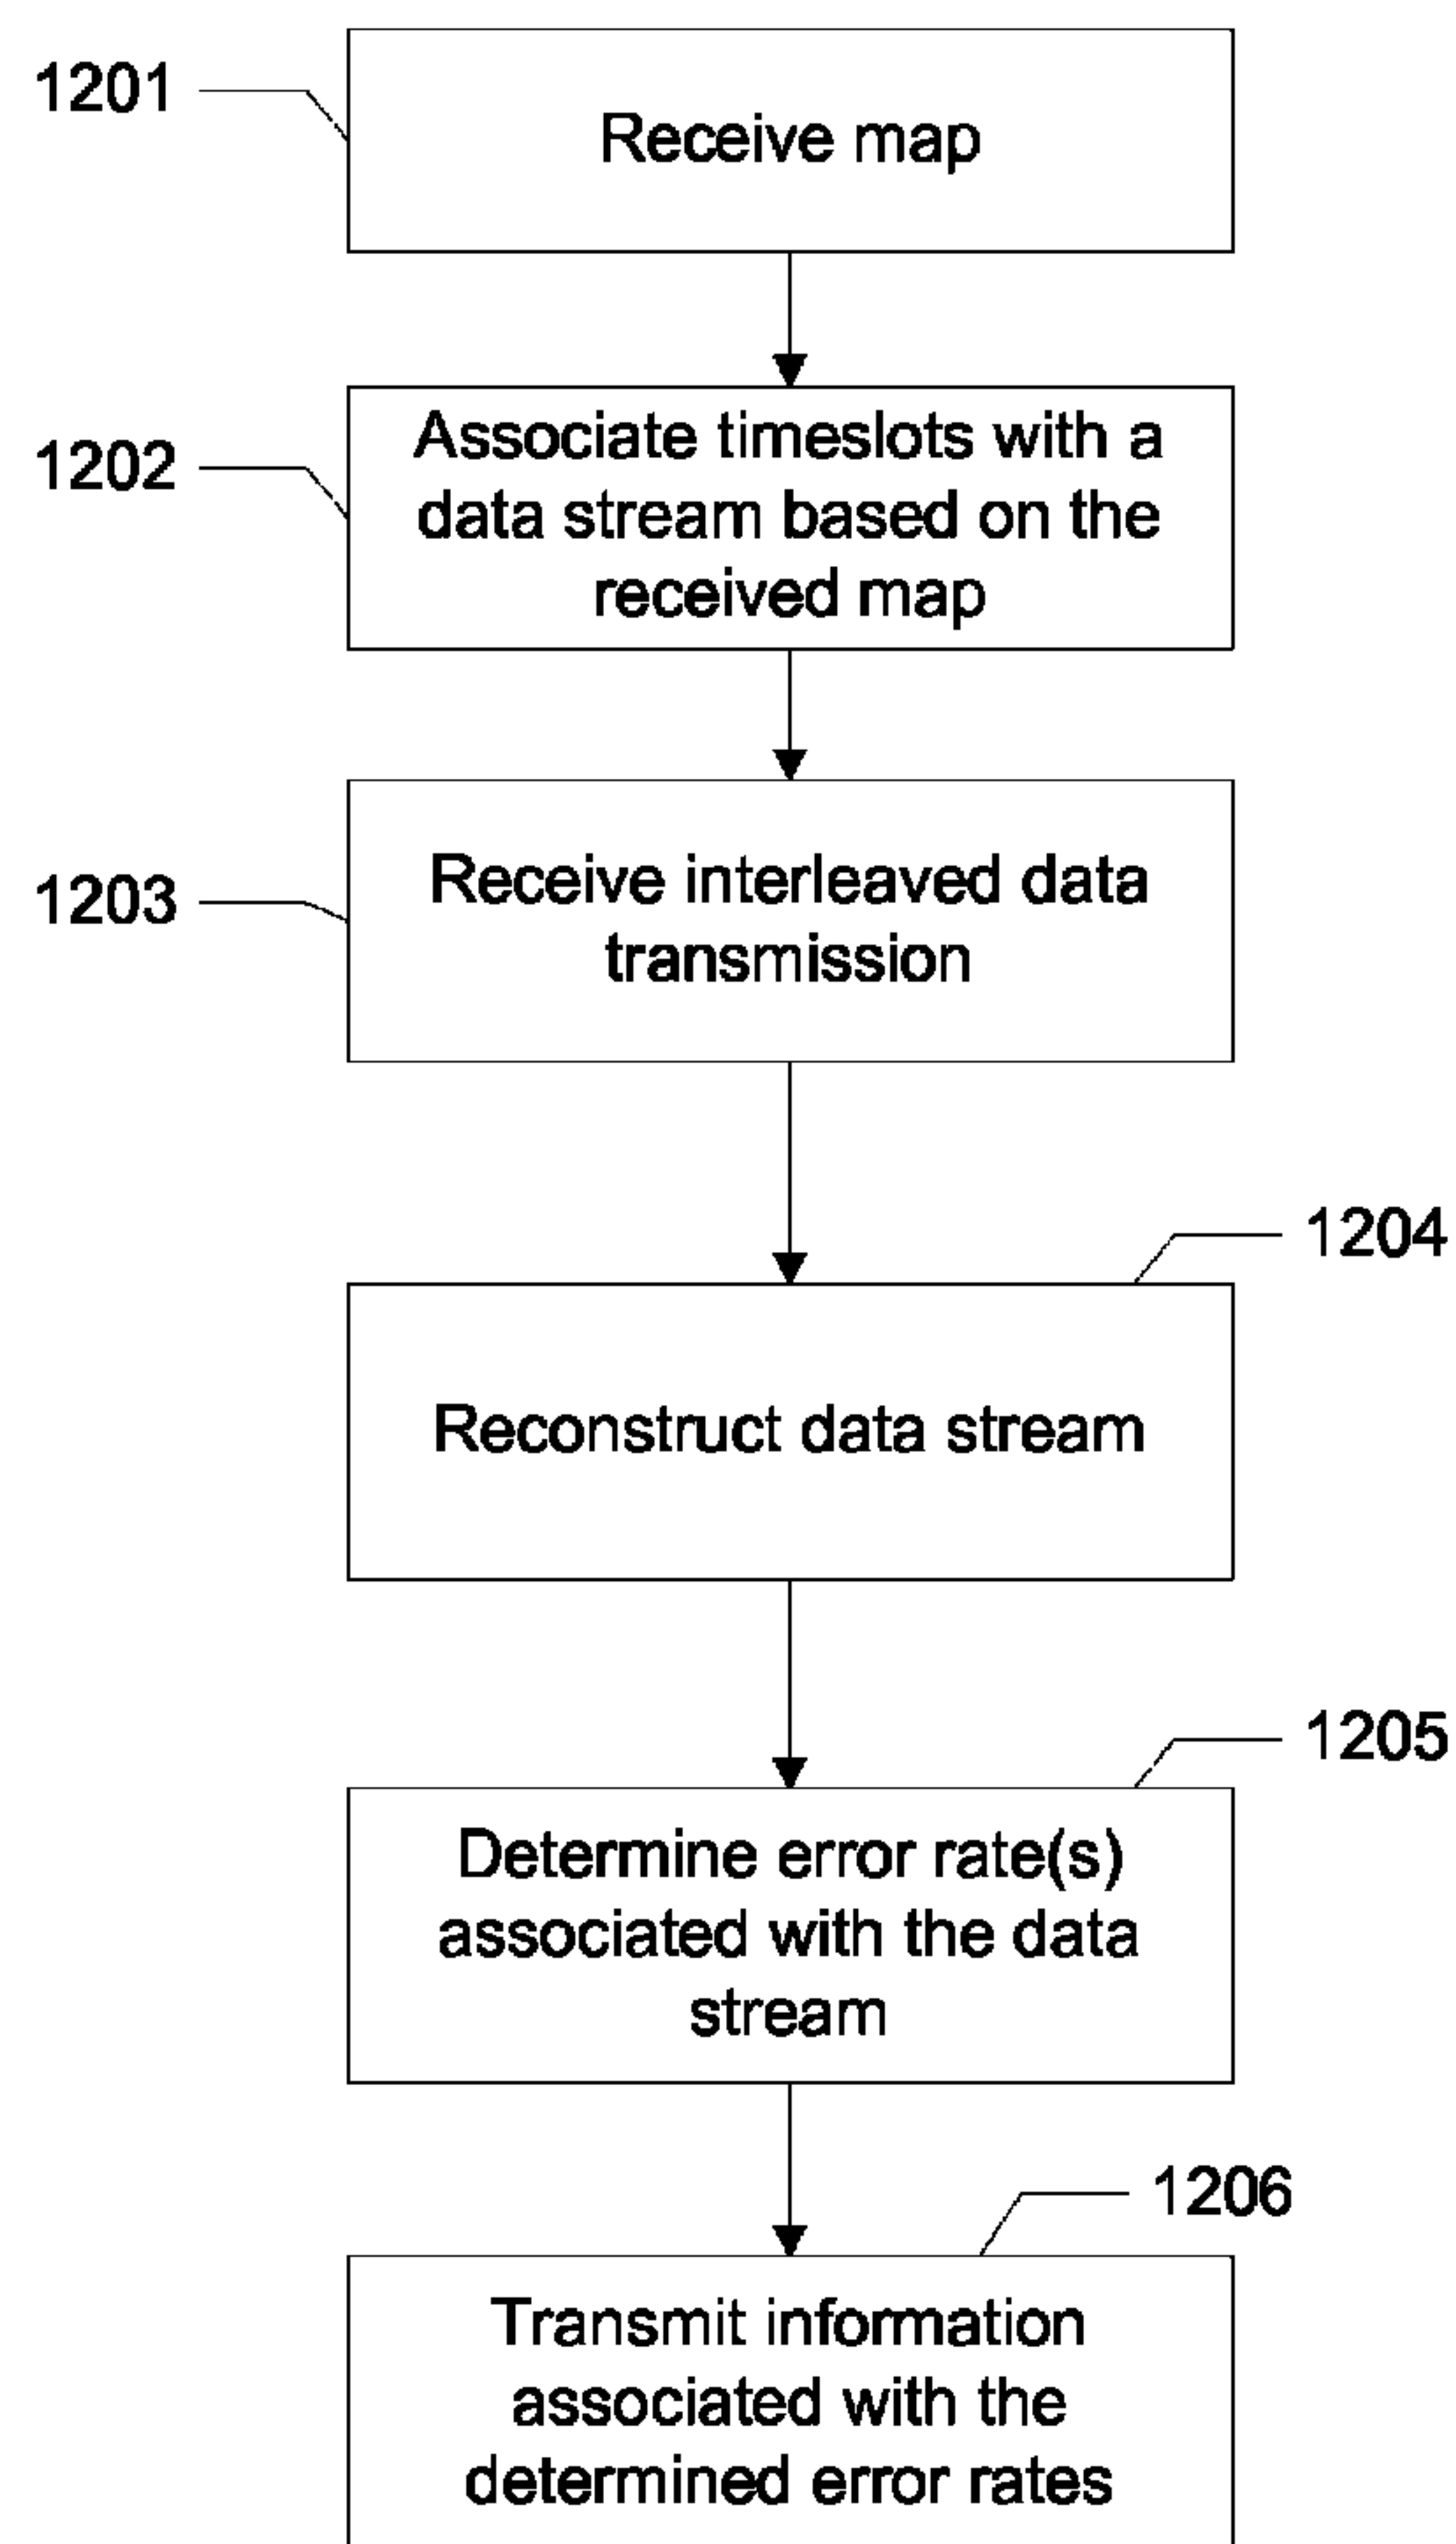 1201
Receive map
1202
Associate timeslots with a
data stream based on the
received map
1203
Receive interleaved data
transmission
1204
Reconstruct data stream
1205
Determine error rate(s)
associated with the data
stream
1206
Transmit information
associated with the
determined error rates